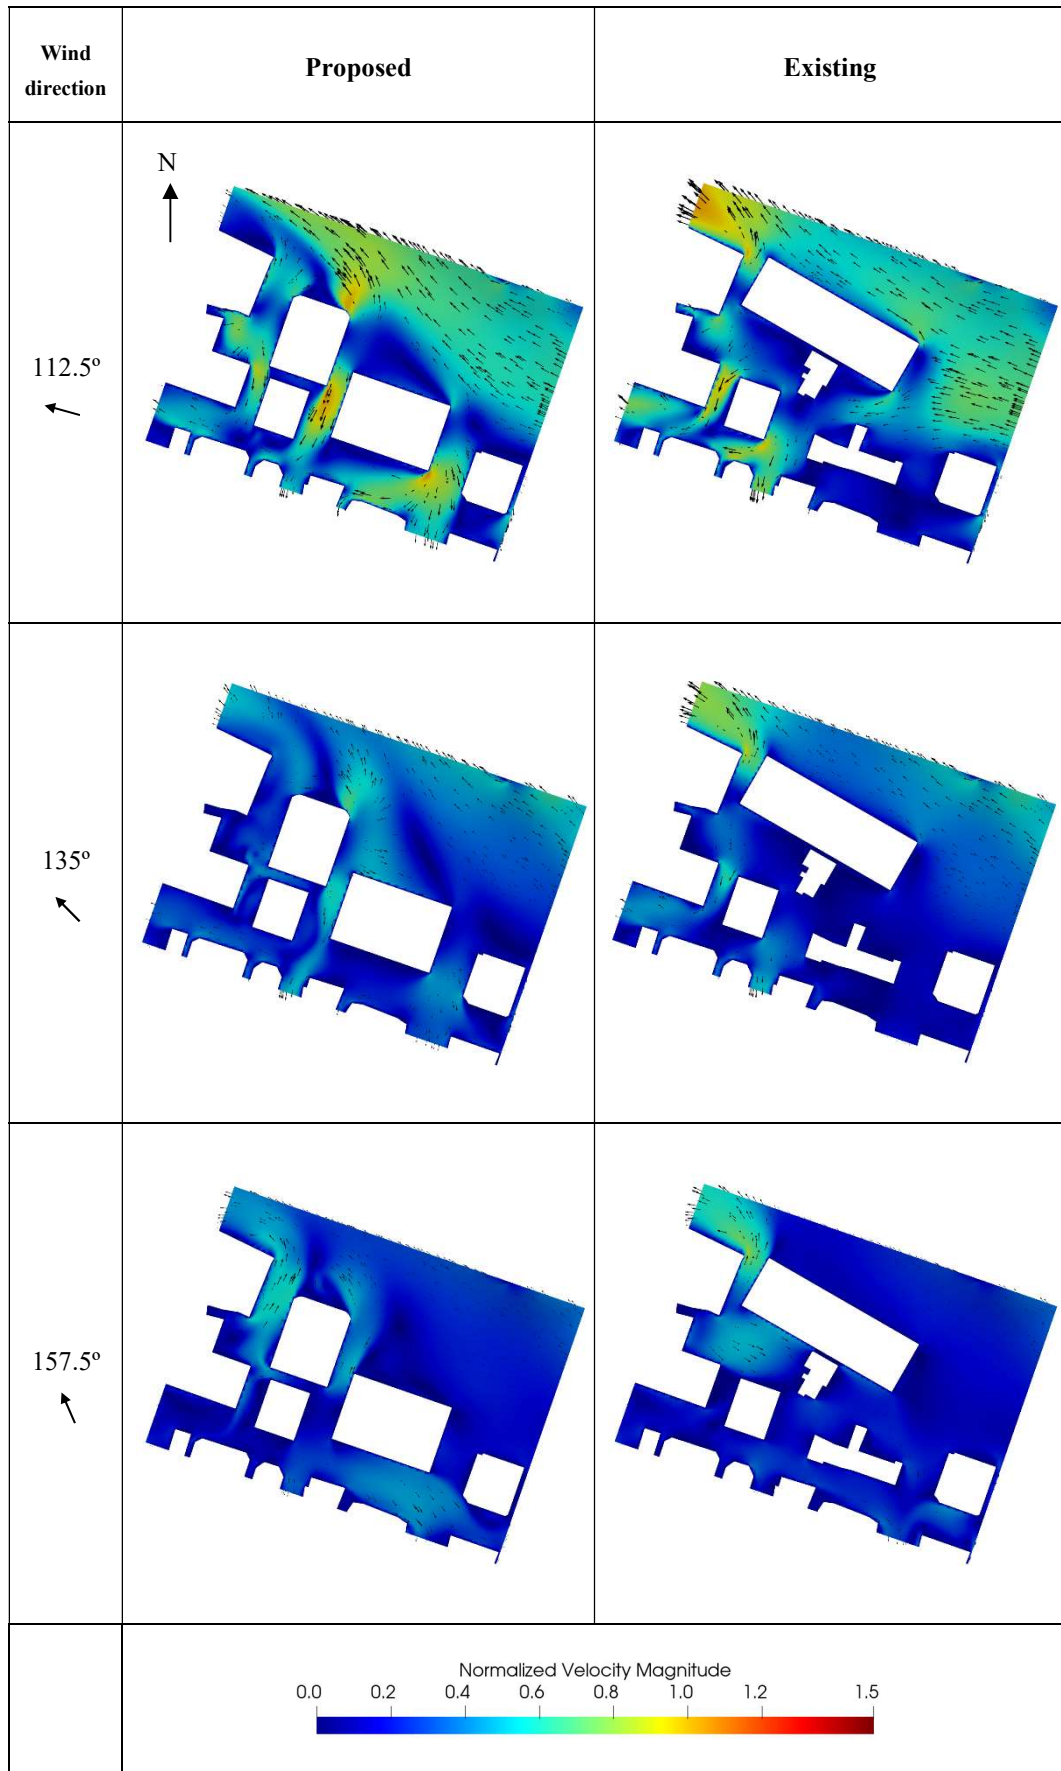 Wind
direction
Proposed
Existing
N
112.5º
135º
157.5º
Normalized Velocity Magnitude
0.0 0.2 0.4 0.6 0.8 1.0 1.2 1.5